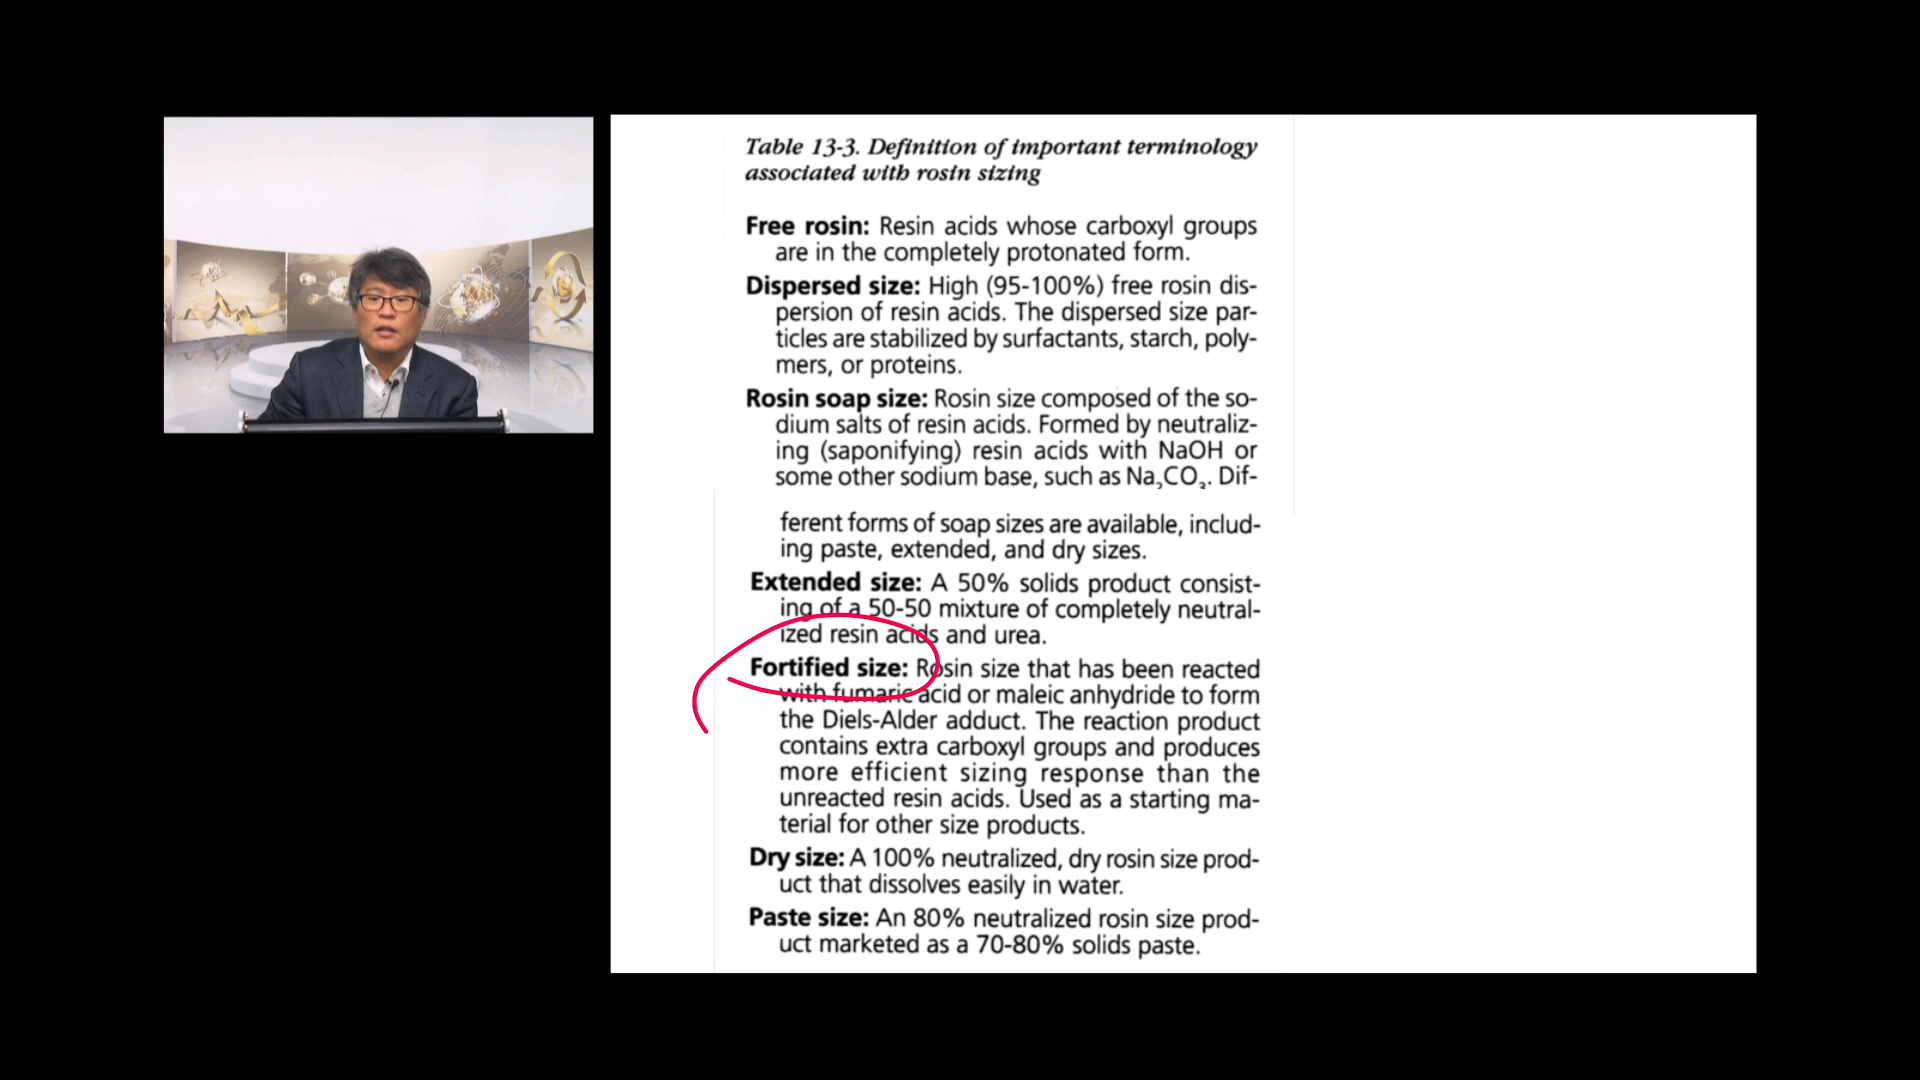 Table 13-3. Definition of important terminology
associated with rosin sizing
Free rosin: Resin acids whose carboxyl groups
are in the completely protonated form.
Dispersed size: High (95-100%) free rosin dis-
persion of resin acids. The dispersed size par-
ticles are stabilized by surfactants, starch, poly-
mers, or proteins.
Rosin soap size: Rosin size composed of the so-
dium salts of resin acids. Formed by neutraliz-
ing (saponifying) resin acids with NaOH or
some other sodium base, such as Na₂CO₃. Dif-
ferent forms of soap sizes are available, includ-
ing paste, extended, and dry sizes.
Extended size: A 50% solids product consist-
ing of a 50-50 mixture of completely neutral-
ized resin acids and urea.
Fortified size: Rosin size that has been reacted
with fumaric acid or maleic anhydride to form
the Diels-Alder adduct. The reaction product
contains extra carboxyl groups and produces
more efficient sizing response than the
unreacted resin acids. Used as a starting ma-
terial for other size products.
Dry size: A 100% neutralized, dry rosin size prod-
uct that dissolves easily in water.
Paste size: An 80% neutralized rosin size prod-
uct marketed as a 70-80% solids paste.